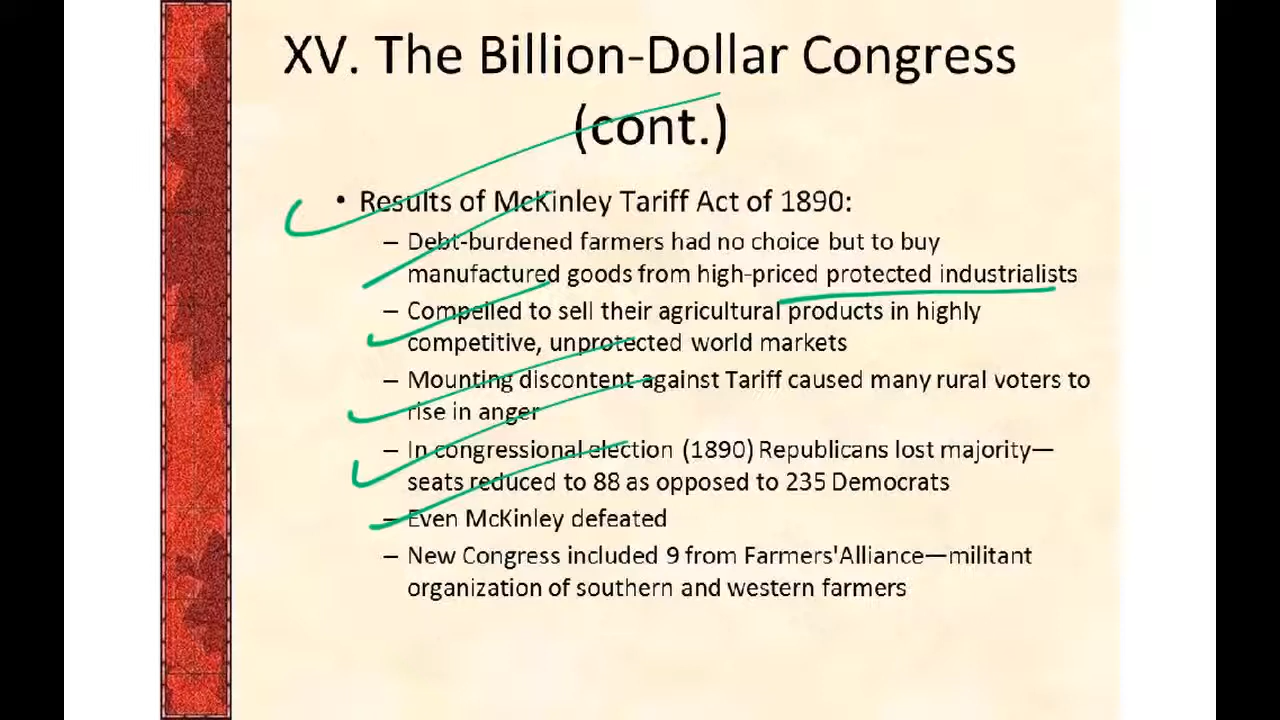 XV. The Billion-Dollar Congress
(cont.)
• Results of McKinley Tariff Act of 1890:
– Debt-burdened farmers had no choice but to buy
manufactured goods from high-priced protected industrialists
– Compelled to sell their agricultural products in highly
competitive, unprotected world markets
– Mounting discontent against Tariff caused many rural voters to
rise in anger
– In congressional election (1890) Republicans lost majority—
seats reduced to 88 as opposed to 235 Democrats
– Even McKinley defeated
– New Congress included 9 from Farmers'Alliance—militant
organization of southern and western farmers